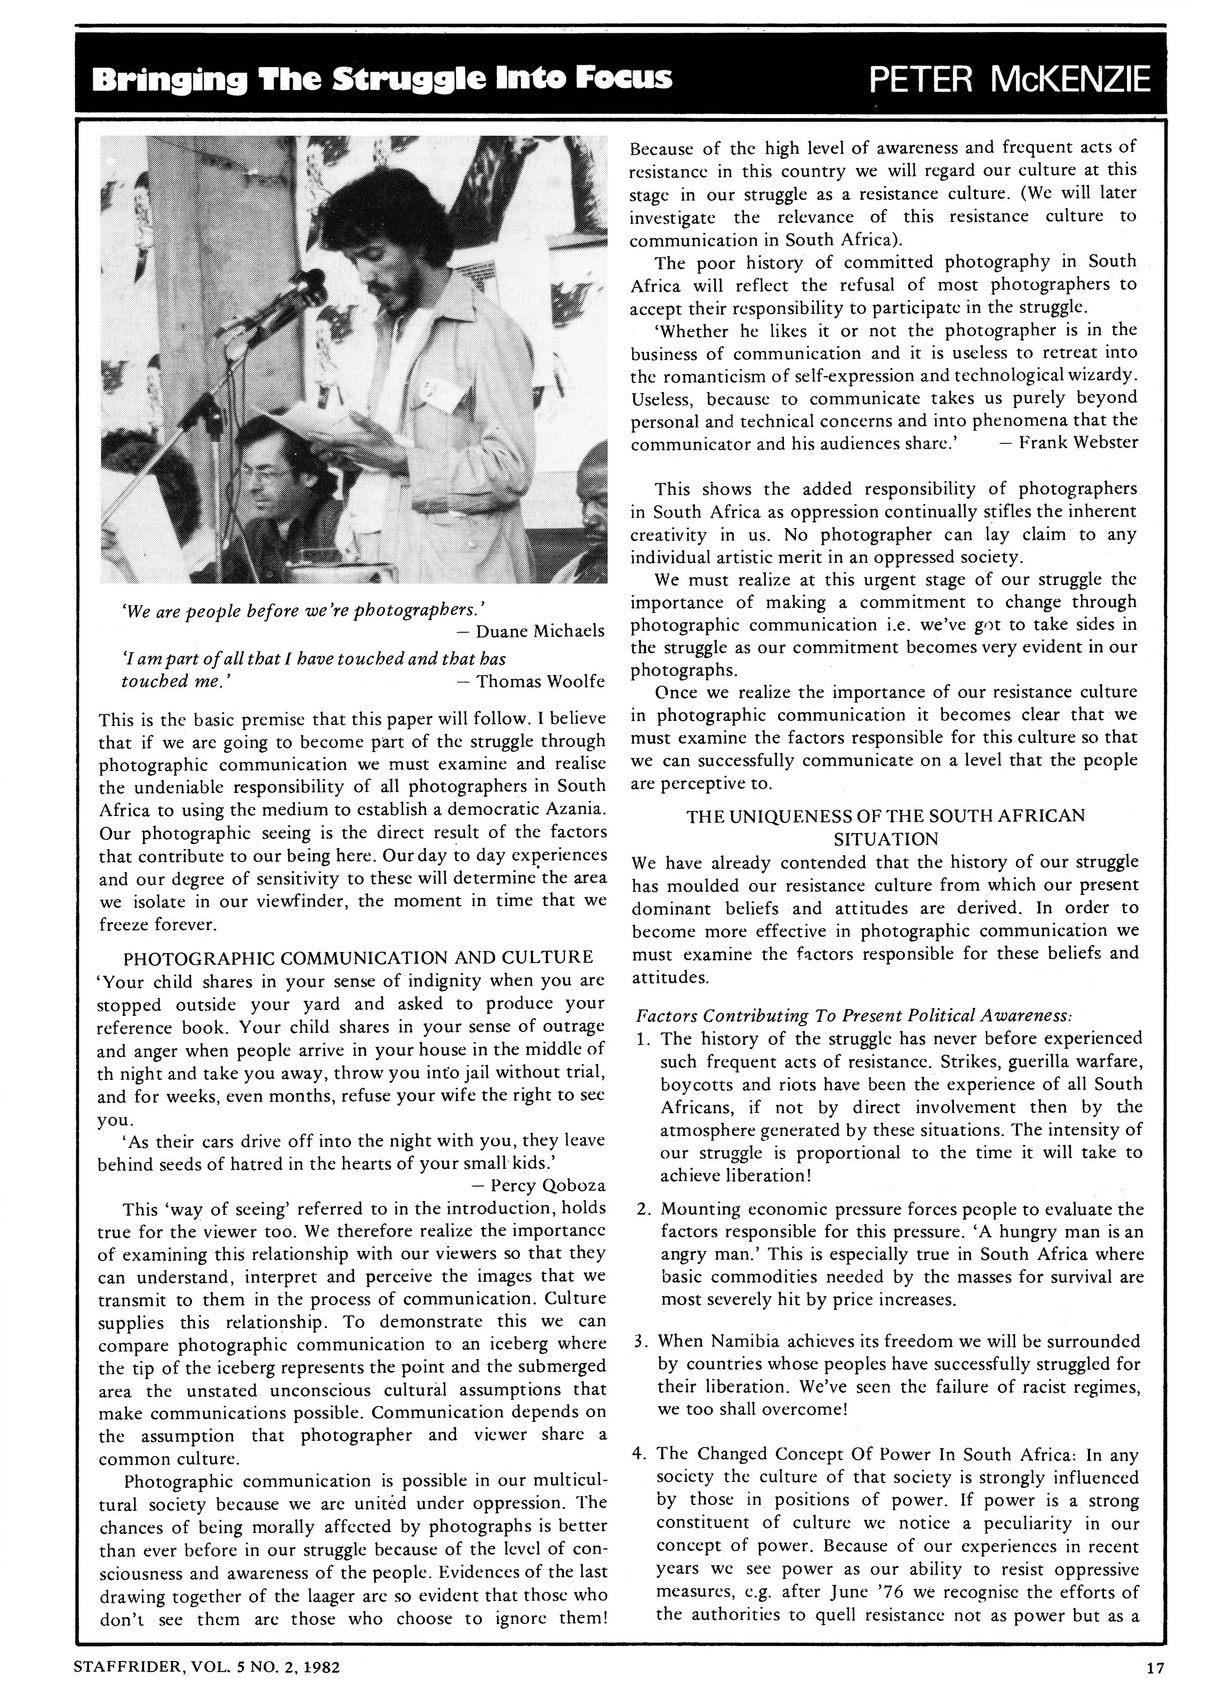 Bringing The Struggle Into Focus
PETER McKENZIE
‘We are people before we’re photographers.’
— Duane Michaels
‘I am part of all that I have touched and that has
touched me.’ — Thomas Woolfe
This is the basic premise that this paper will follow. I believe
that if we are going to become part of the struggle through
photographic communication we must examine and realise
the undeniable responsibility of all photographers in South
Africa to using the medium to establish a democratic Azania.
Our photographic seeing is the direct result of the factors
that contribute to our being here. Our day to day experiences
and our degree of sensitivity to these will determine the area
we isolate in our viewfinder, the moment in time that we
freeze forever.
PHOTOGRAPHIC COMMUNICATION AND CULTURE
‘Your child shares in your sense of indignity when you are
stopped outside your yard and asked to produce your
reference book. Your child shares in your sense of outrage
and anger when people arrive in your house in the middle of
th night and take you away, throw you into jail without trial,
and for weeks, even months, refuse your wife the right to see
you.
‘As their cars drive off into the night with you, they leave
behind seeds of hatred in the hearts of your small kids.’
— Percy Qoboza
This ‘way of seeing’ referred to in the introduction, holds
true for the viewer too. We therefore realize the importance
of examining this relationship with our viewers so that they
can understand, interpret and perceive the images that we
transmit to them in the process of communication. Culture
supplies this relationship. To demonstrate this we can
compare photographic communication to an iceberg where
the tip of the iceberg represents the point and the submerged
area the unstated unconscious cultural assumptions that
make communications possible. Communication depends on
the assumption that photographer and viewer share a
common culture.
Photographic communication is possible in our multicul-
tural society because we are united under oppression. The
chances of being morally affected by photographs is better
than ever before in our struggle because of the level of con-
sciousness and awareness of the people. Evidences of the last
drawing together of the laager are so evident that those who
don’t see them are those who choose to ignore them!
Because of the high level of awareness and frequent acts of
resistance in this country we will regard our culture at this
stage in our struggle as a resistance culture. (We will later
investigate the relevance of this resistance culture to
communication in South Africa).
The poor history of committed photography in South
Africa will reflect the refusal of most photographers to
accept their responsibility to participate in the struggle.
‘Whether he likes it or not the photographer is in the
business of communication and it is useless to retreat into
the romanticism of self-expression and technological wizardy.
Useless, because to communicate takes us purely beyond
personal and technical concerns and into phenomena that the
communicator and his audiences share.’ — Frank Webster
This shows the added responsibility of photographers
in South Africa as oppression continually stifles the inherent
creativity in us. No photographer can lay claim to any
individual artistic merit in an oppressed society.
We must realize at this urgent stage of our struggle the
importance of making a commitment to change through
photographic communication i.e. we’ve got to take sides in
the struggle as our commitment becomes very evident in our
photographs.
Once we realize the importance of our resistance culture
in photographic communication it becomes clear that we
must examine the factors responsible for this culture so that
we can successfully communicate on a level that the people
are perceptive to.
THE UNIQUENESS OF THE SOUTH AFRICAN
SITUATION
We have already contended that the history of our struggle
has moulded our resistance culture from which our present
dominant beliefs and attitudes are derived. In order to
become more effective in photographic communication we
must examine the factors responsible for these beliefs and
attitudes.
Factors Contributing To Present Political Awareness:
1. The history of the struggle has never before experienced
such frequent acts of resistance. Strikes, guerilla warfare,
boycotts and riots have been the experience of all South
Africans, if not by direct involvement then by the
atmosphere generated by these situations. The intensity of
our struggle is proportional to the time it will take to
achieve liberation!
2. Mounting economic pressure forces people to evaluate the
factors responsible for this pressure. ‘A hungry man is an
angry man.’ This is especially true in South Africa where
basic commodities needed by the masses for survival are
most severely hit by price increases.
3. When Namibia achieves its freedom we will be surrounded
by countries whose peoples have successfully struggled for
their liberation. We’ve seen the failure of racist regimes,
we too shall overcome!
4. The Changed Concept Of Power In South Africa: In any
society the culture of that society is strongly influenced
by those in positions of power. If power is a strong
constituent of culture we notice a peculiarity in our
concept of power. Because of our experiences in recent
years we see power as our ability to resist oppressive
measures, e.g. after June ’76 we recognise the efforts of
the authorities to quell resistance not as power but as a
STAFFRIDER, VOL. 5 NO. 2, 1982
17